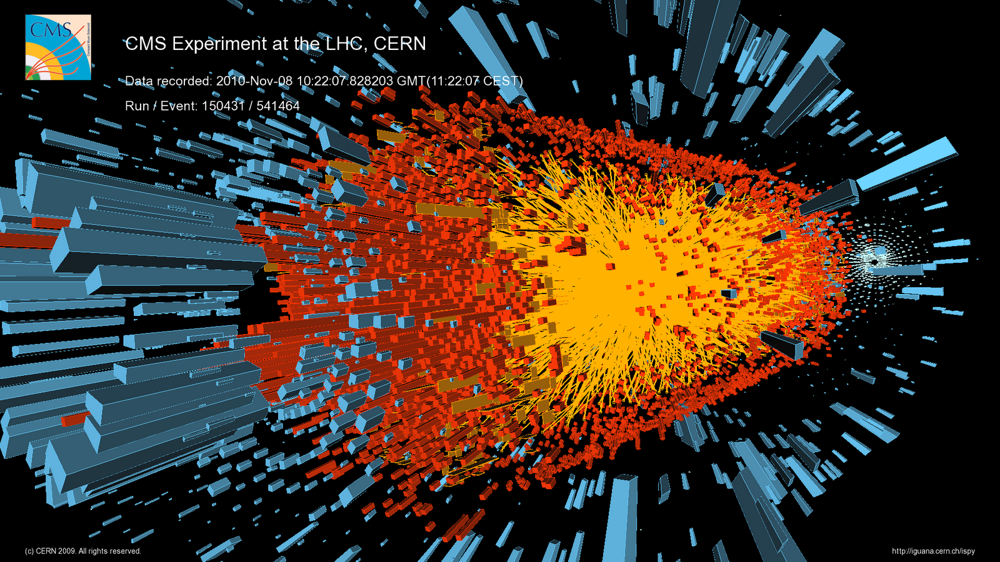 CMS
Compact Muon Solenoid
CMS Experiment at the LHC, CERN
Data recorded: 2010-Nov-08 10:22:07.828203 GMT(11:22:07 CEST)
Run / Event: 150431 / 541464
(c) CERN 2009. All rights reserved.
http://iguana.cern.ch/ispy